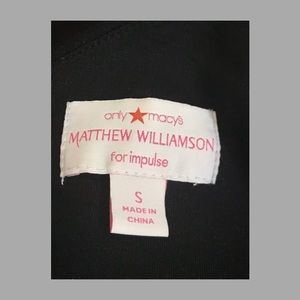 only ★ macy's
MATTHEW WILLIAMSON
for impulse
S
MADE IN
CHINA